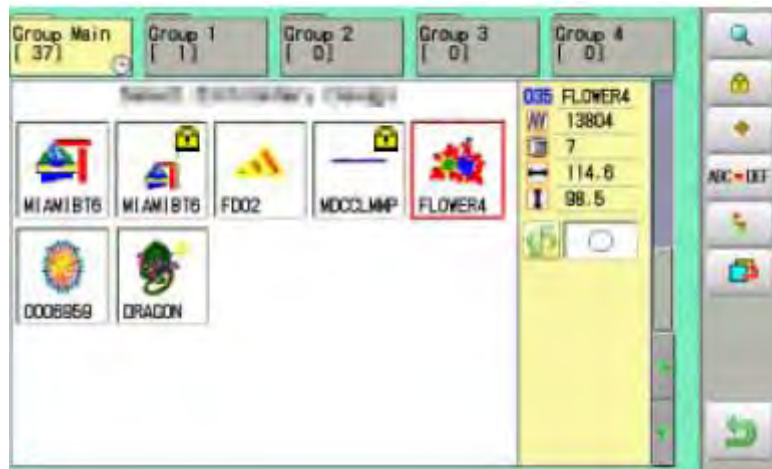 Group Main
[ 37]
Group 1
[ 1]
Group 2
[ 0]
Group 3
[ 0]
Group 4
[ 0]
MIAMIBT6
MIAMIBT6
FD02
MDCCLMMP
FLOWER4
0006959
DRAGON
035 FLOWER4
13804
7
114.6
98.5
ABC
DEF